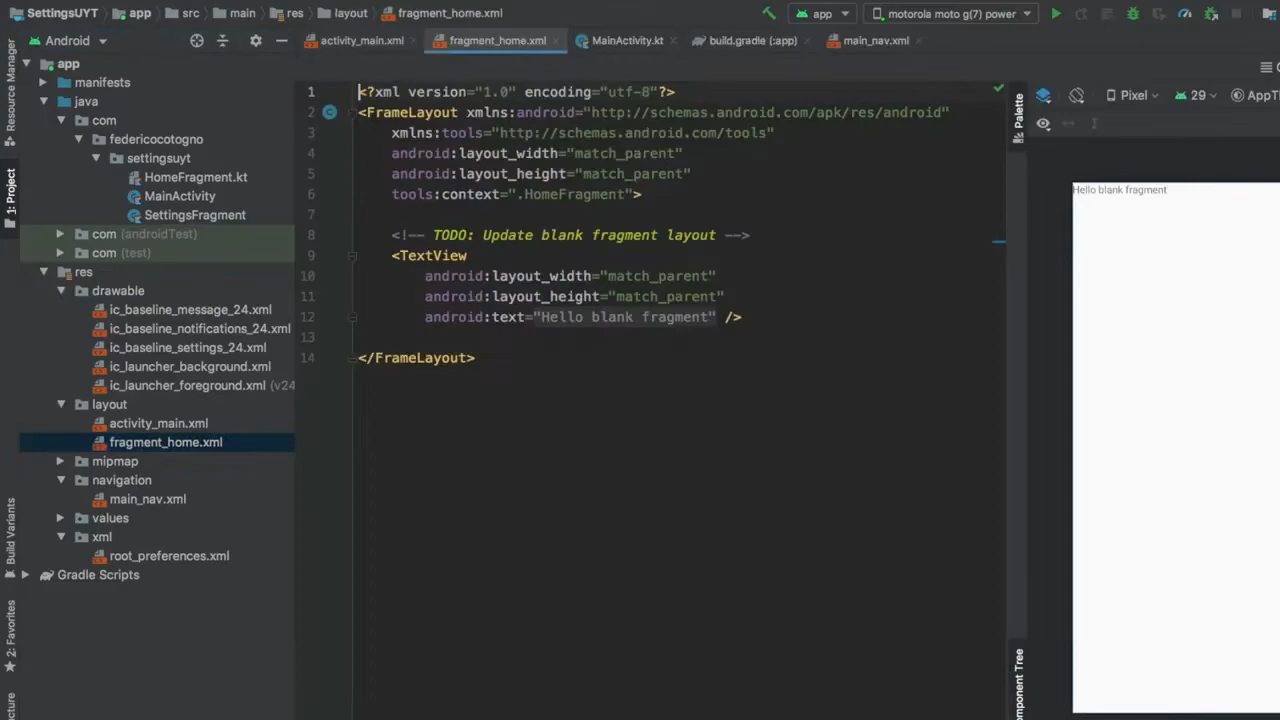 SettingsUYT app src main res layout fragment_home.xml app motorola moto g(7) power
Android activity_main.xml fragment_home.xml MainActivity.kt build.gradle (:app) main_nav.xml
Resource Manager
1: Project
Build Variants
2: Favorites
app
manifests
java
com
federicocotogno
settingsuyt
HomeFragment.kt
MainActivity
SettingsFragment
com (androidTest)
com (test)
res
drawable
ic_baseline_message_24.xml
ic_baseline_notifications_24.xml
ic_baseline_settings_24.xml
ic_launcher_background.xml
ic_launcher_foreground.xml (v24
layout
activity_main.xml
fragment_home.xml
mipmap
navigation
main_nav.xml
values
xml
root_preferences.xml
Gradle Scripts
1 <?xml version="1.0" encoding="utf-8"?>
2 <FrameLayout xmlns:android="http://schemas.android.com/apk/res/android"
3 xmlns:tools="http://schemas.android.com/tools"
4 android:layout_width="match_parent"
5 android:layout_height="match_parent"
6 tools:context=".HomeFragment">
7
8 <!-- TODO: Update blank fragment layout -->
9 <TextView
10 android:layout_width="match_parent"
11 android:layout_height="match_parent"
12 android:text="Hello blank fragment" />
13
14 </FrameLayout>
Palette
Pixel 29 AppT
Hello blank fragment